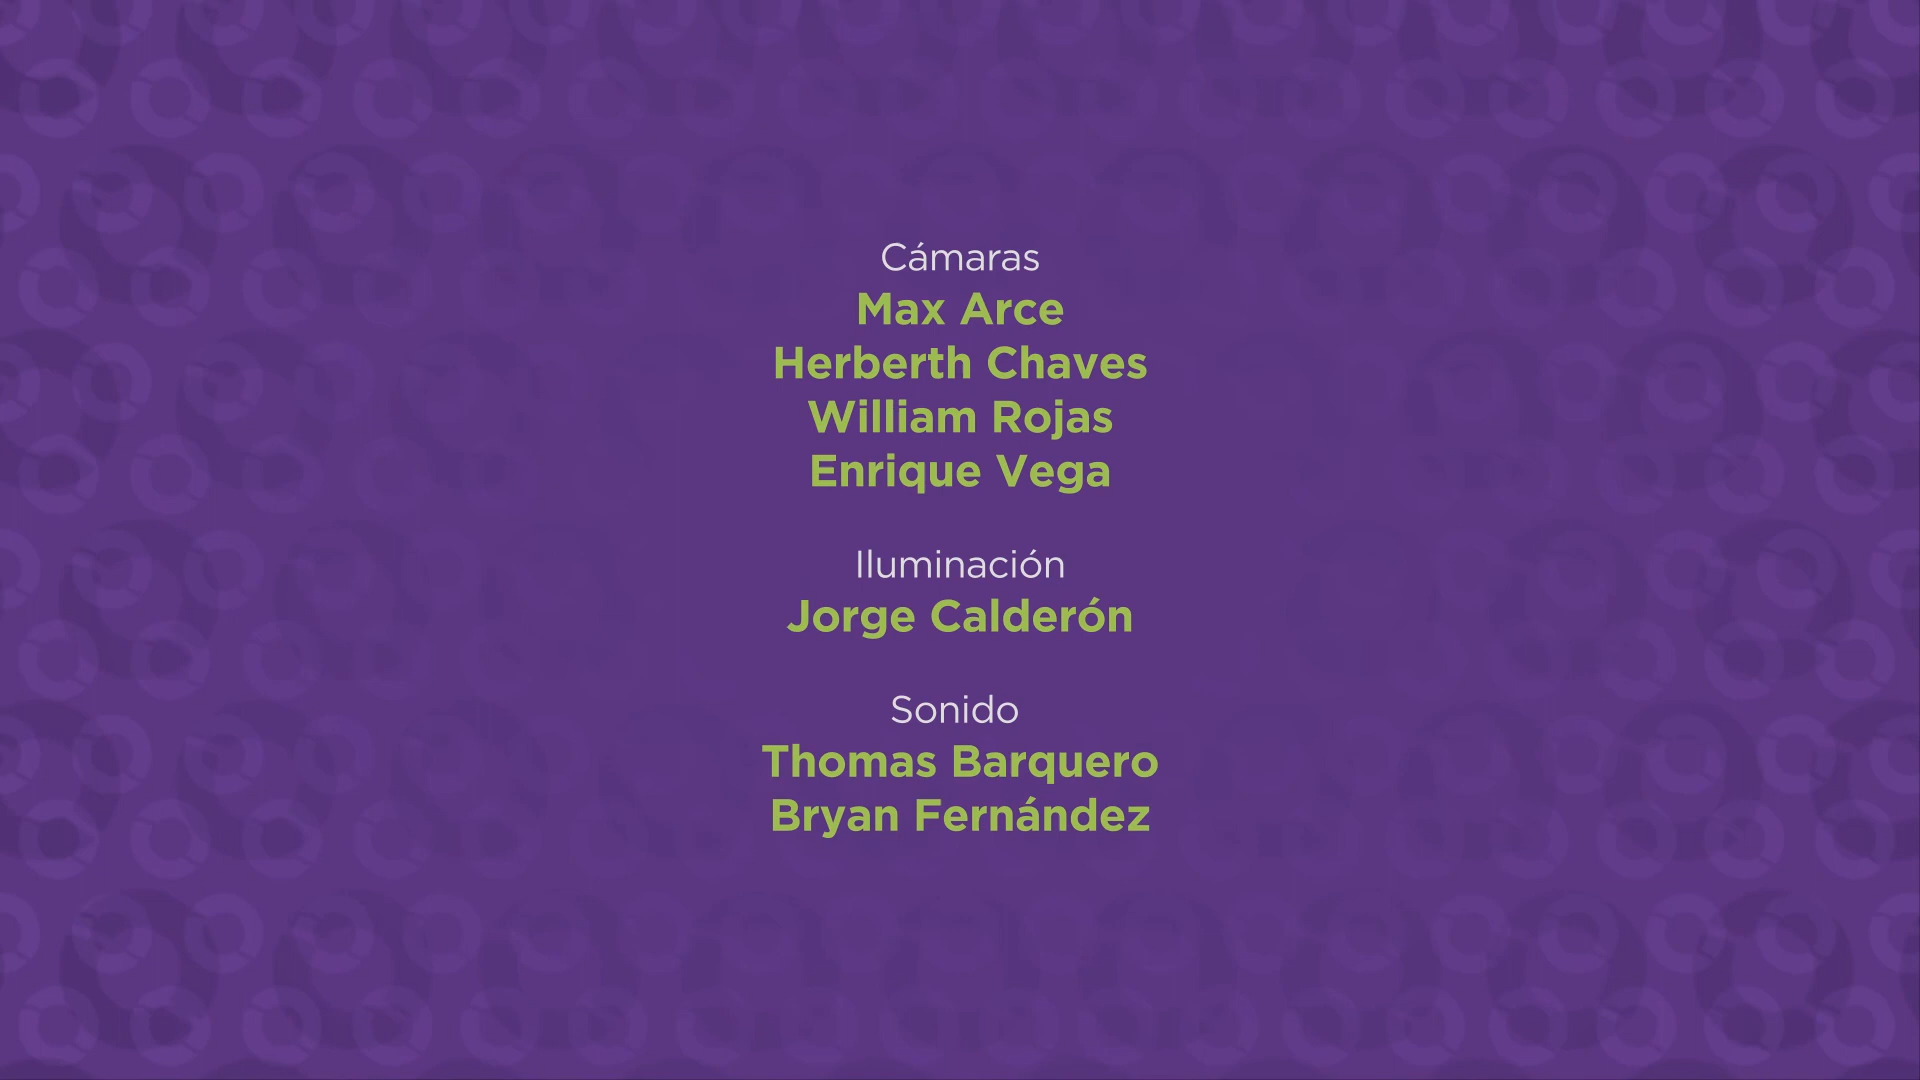 Cámaras
Max Arce
Herberth Chaves
William Rojas
Enrique Vega
Iluminación
Jorge Calderón
Sonido
Thomas Barquero
Bryan Fernández